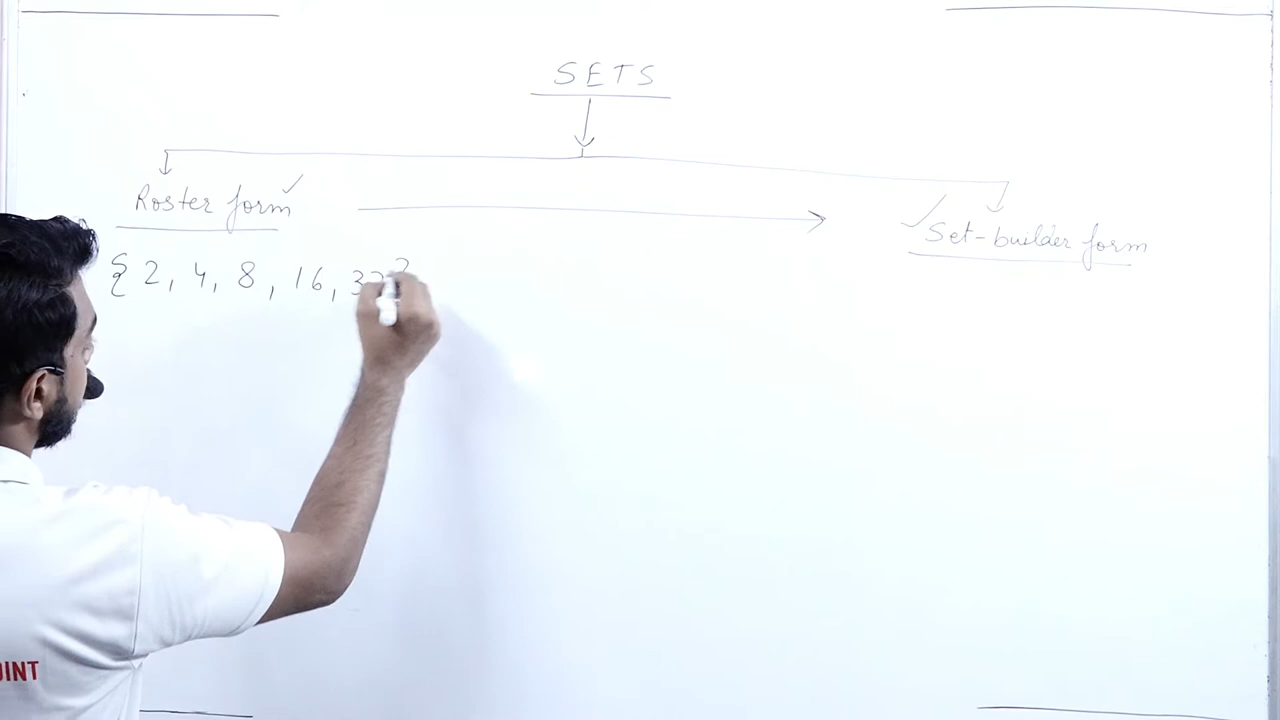 SETS
Roster form ✓
✓ Set-builder form
{2, 4, 8, 16, 32}